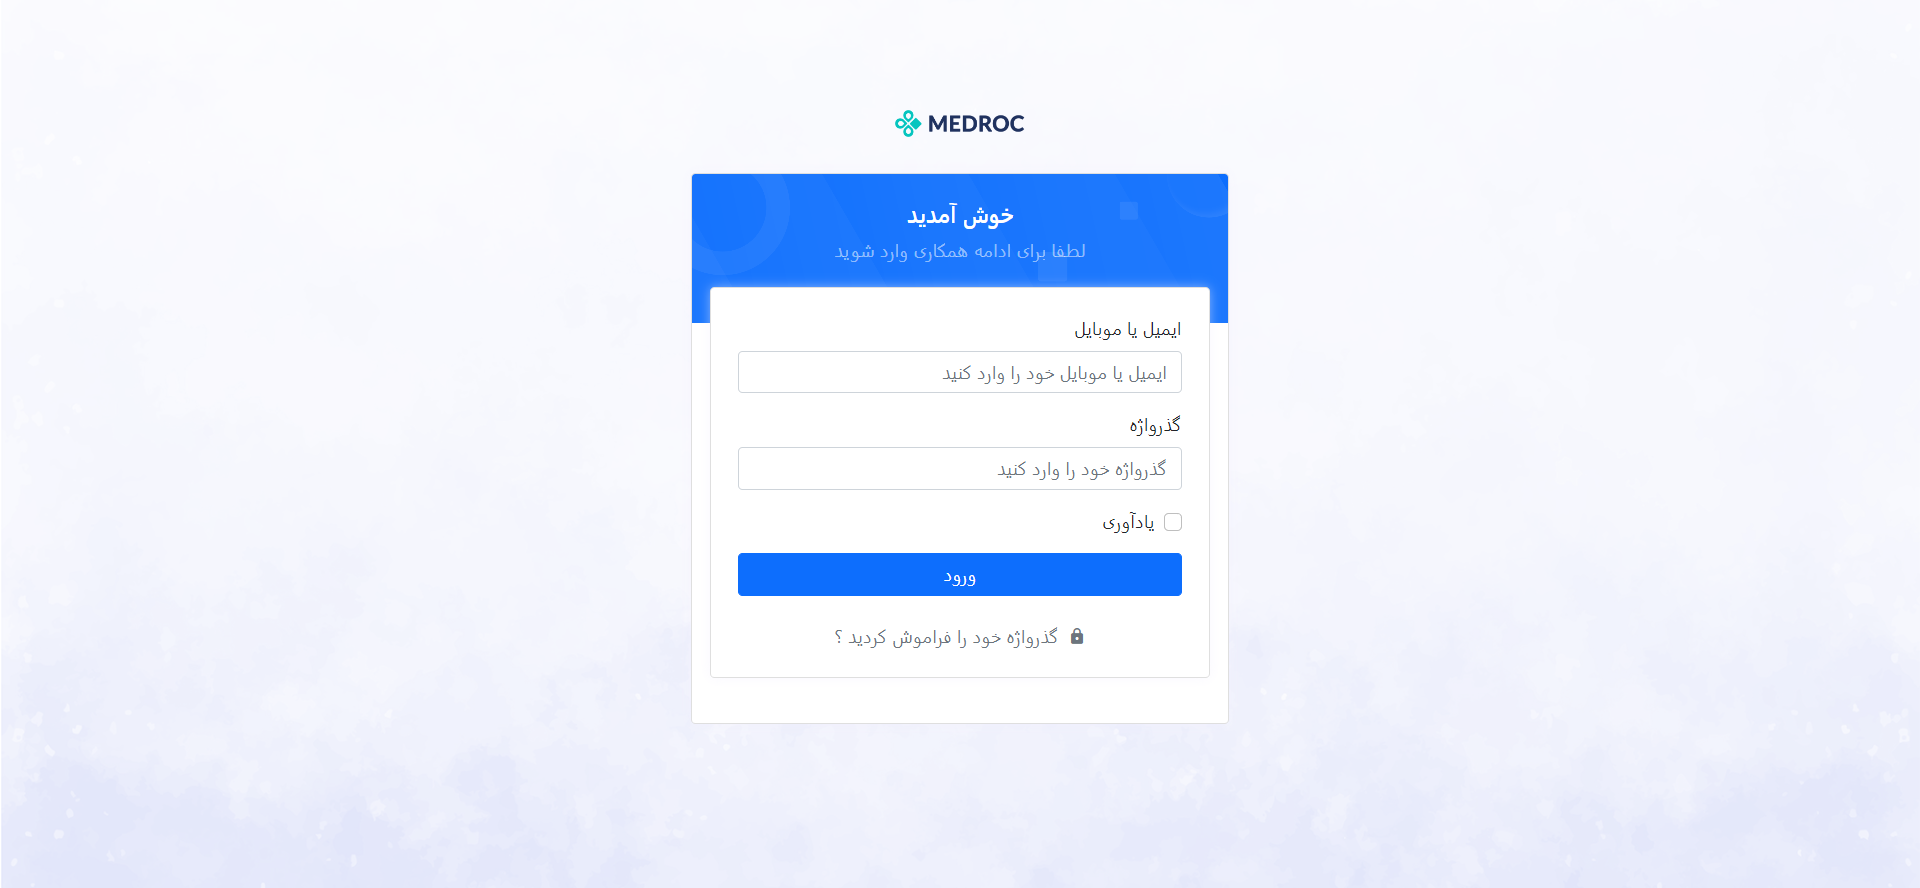 MEDROC
خوش آمدید
لطفا برای ادامه همکاری وارد شوید
ایمیل یا موبایل
ایمیل یا موبایل خود را وارد کنید
گذرواژه
گذرواژه خود را وارد کنید
یادآوری
ورود
گذرواژه خود را فراموش کردید ؟